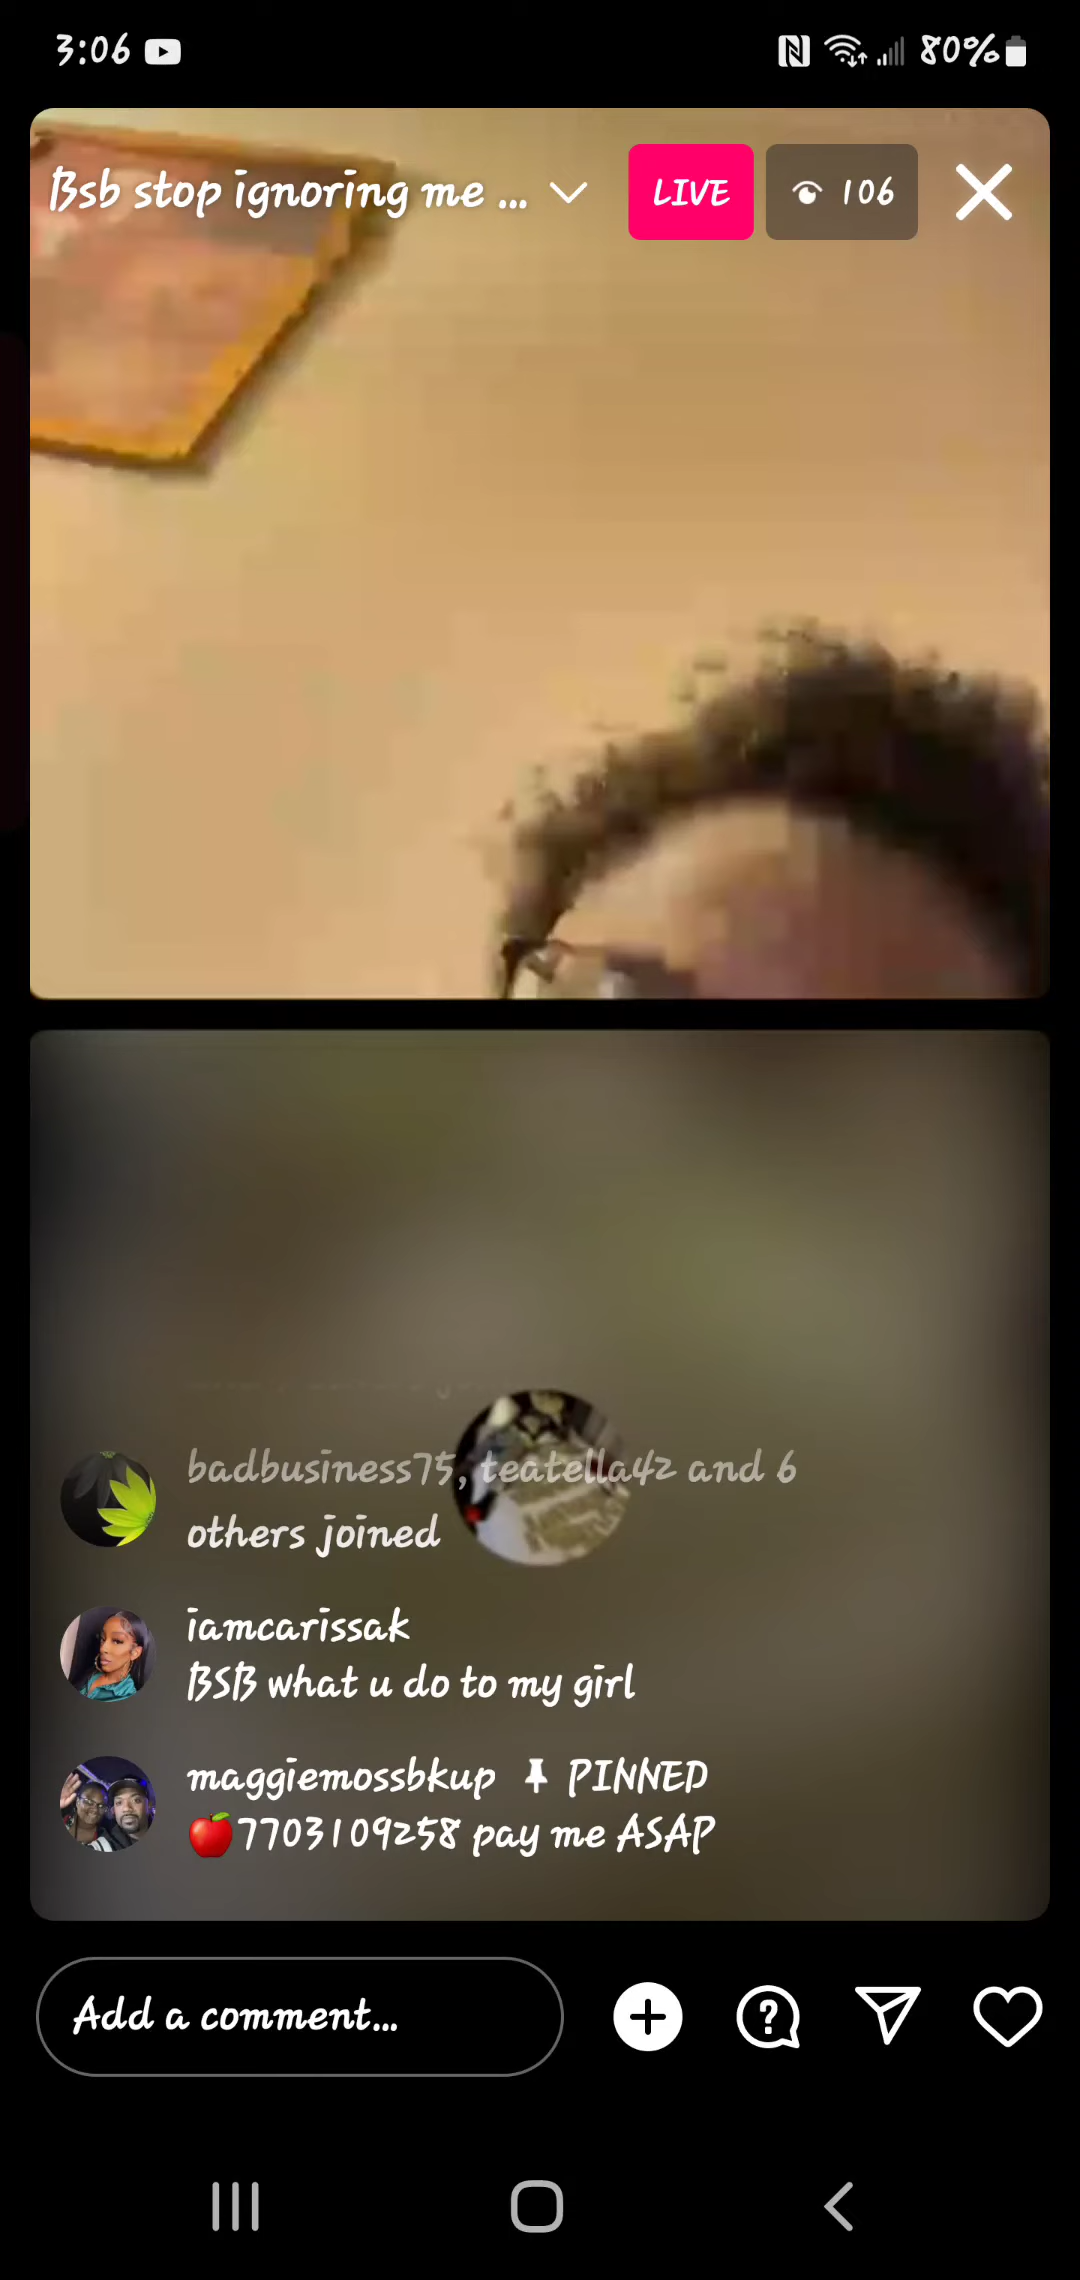 3:06
80%
Bsb stop ignoring me ...
LIVE
106
badbusiness75, teatella42 and 6
others joined
iamcarissak
BSB what u do to my girl
maggiemossbkup PINNED
🍎7703109258 pay me ASAP
Add a comment...